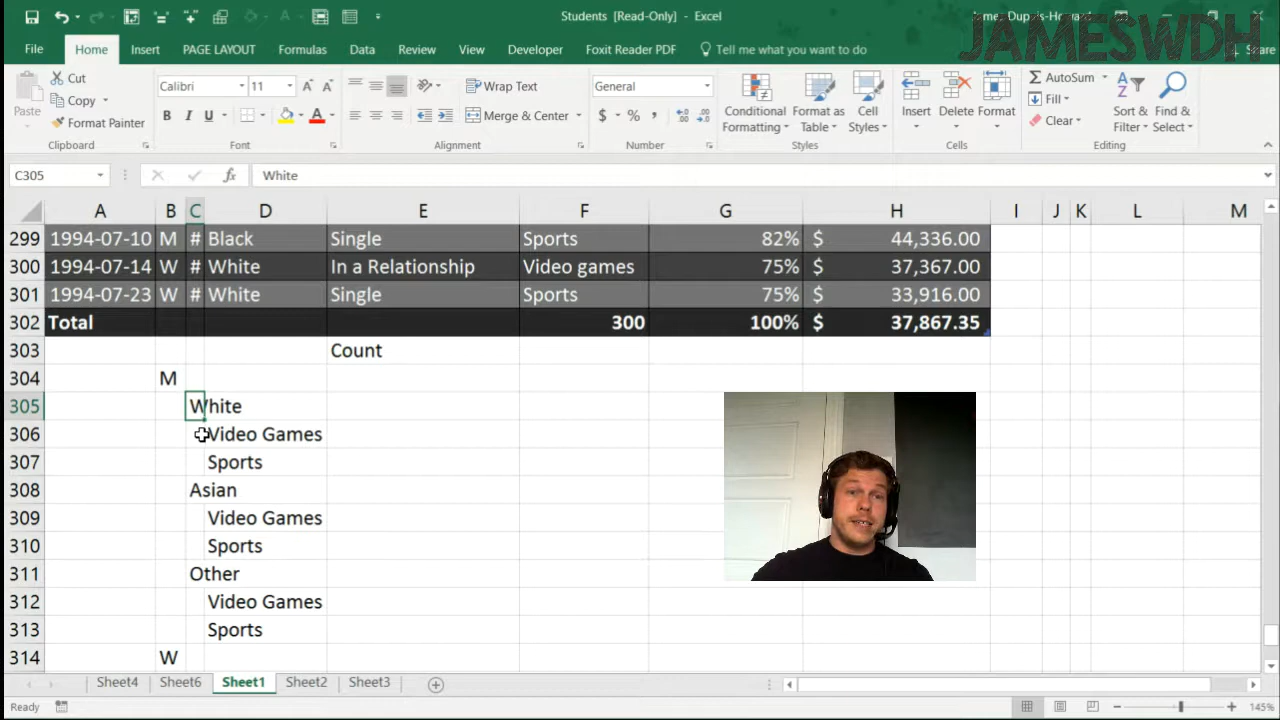 Students [Read-Only] - Excel
JAMESWDH
File Home Insert PAGE LAYOUT Formulas Data Review View Developer Foxit Reader PDF Tell me what you want to do Share
Paste Cut Calibri 11 Wrap Text General Conditional Formatting Format as Table Cell Styles Insert Delete Format AutoSum Sort & Filter Find & Select
Copy Fill
Format Painter B I U A Merge & Center $ % , Clear
Clipboard Font Alignment Number Styles Cells Editing
C305 fx White
A B C D E F G H I J K L M
299 1994-07-10 M # Black Single Sports 82% $ 44,336.00
300 1994-07-14 W # White In a Relationship Video games 75% $ 37,367.00
301 1994-07-23 W # White Single Sports 75% $ 33,916.00
302 Total 300 100% $ 37,867.35
303 Count
304 M
305 White
306 Video Games
307 Sports
308 Asian
309 Video Games
310 Sports
311 Other
312 Video Games
313 Sports
314 W
Sheet4 Sheet6 Sheet1 Sheet2 Sheet3
Ready 145%